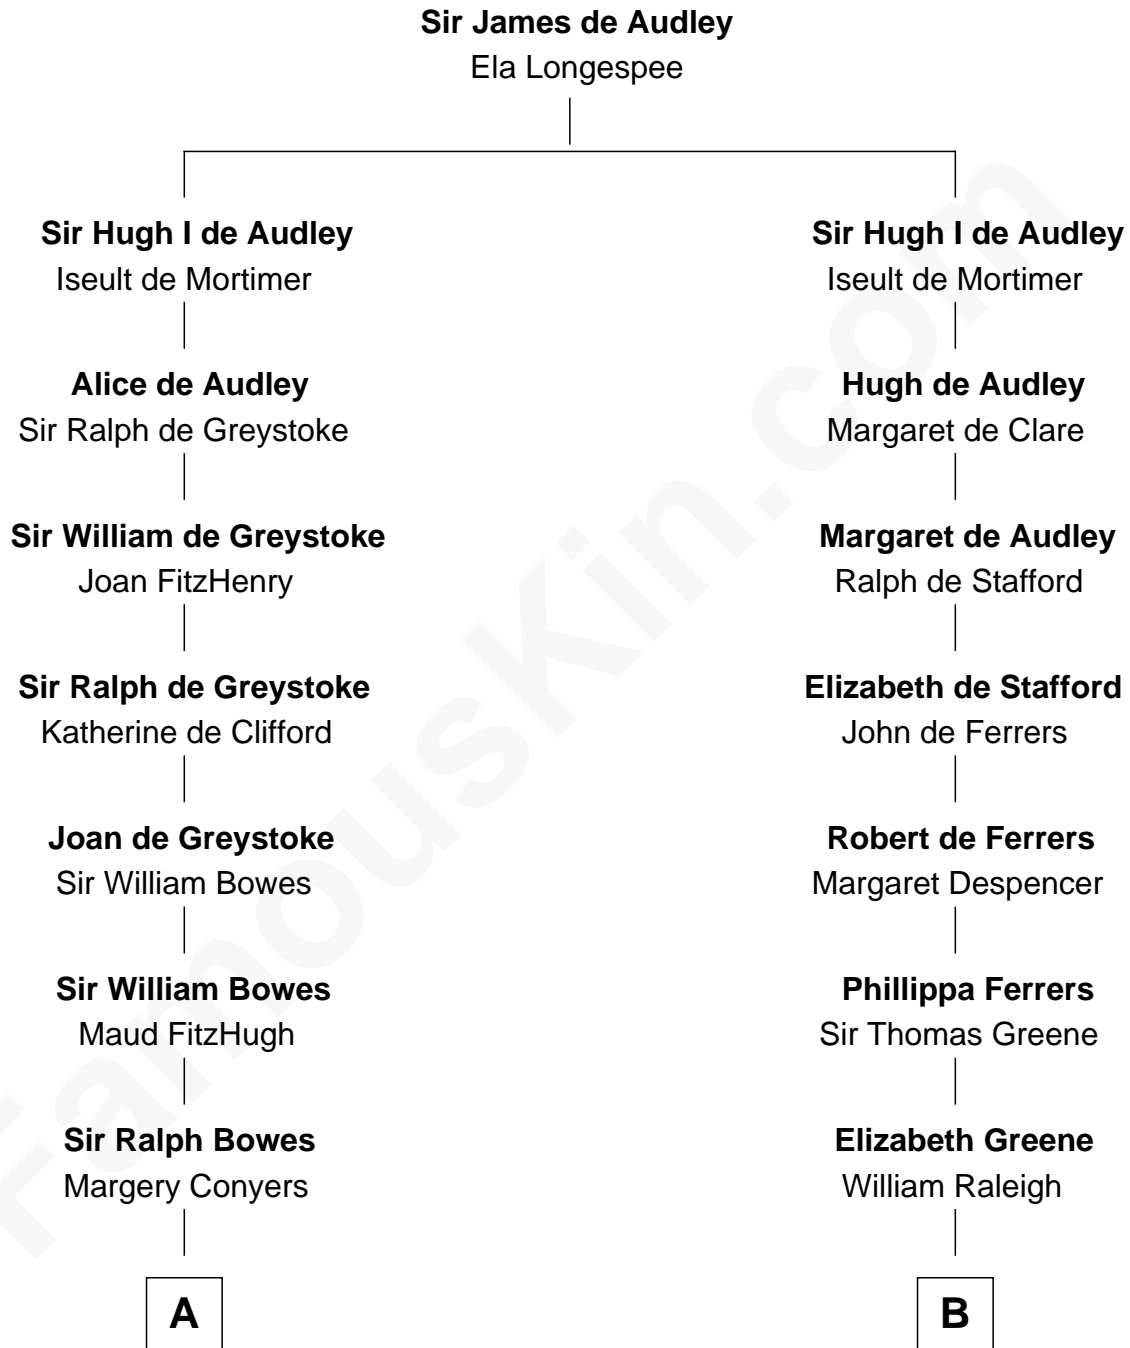 Sir James de Audley
Ela Longespee
Sir Hugh I de Audley
Iseult de Mortimer
Sir Hugh I de Audley
Iseult de Mortimer
Alice de Audley
Sir Ralph de Greystoke
Hugh de Audley
Margaret de Clare
Sir William de Greystoke
Joan FitzHenry
Margaret de Audley
Ralph de Stafford
Sir Ralph de Greystoke
Katherine de Clifford
Elizabeth de Stafford
John de Ferrers
Joan de Greystoke
Sir William Bowes
Robert de Ferrers
Margaret Despencer
Sir William Bowes
Maud FitzHugh
Phillippa Ferrers
Sir Thomas Greene
Sir Ralph Bowes
Margery Conyers
Elizabeth Greene
William Raleigh
A
B
FamousKin.com